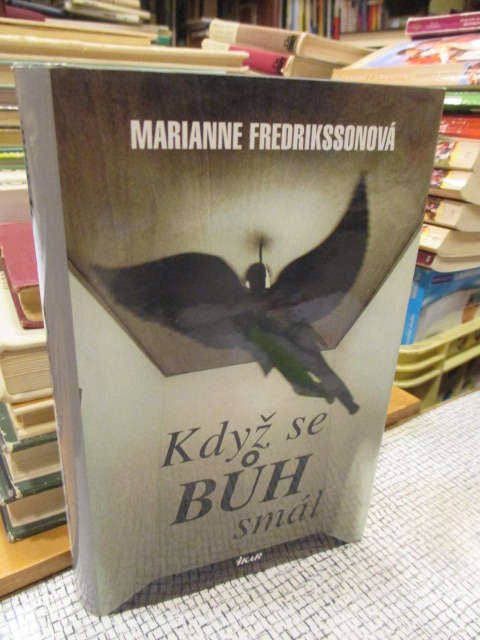 MARIANNE FREDRIKSSONOVÁ
Když se
BŮH
smál
IKAR